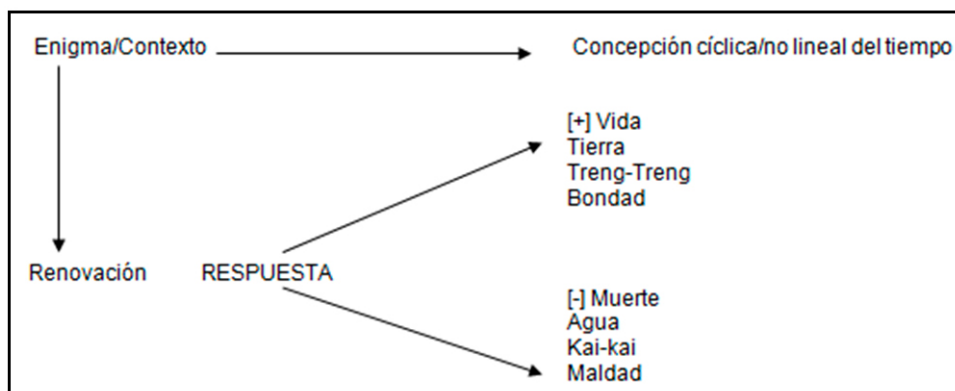 Enigma/Contexto
Concepción cíclica/no lineal del tiempo
[+] Vida
Tierra
Treng-Treng
Bondad
Renovación
RESPUESTA
[-] Muerte
Agua
Kai-kai
Maldad